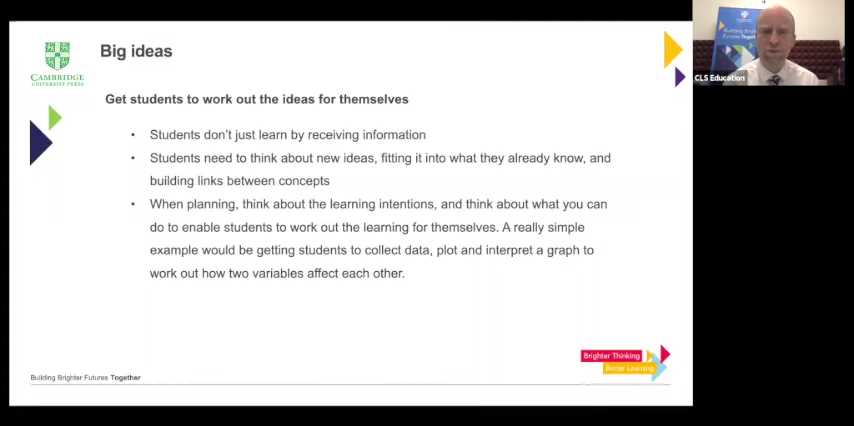 Big ideas
CAMBRIDGE
UNIVERSITY PRESS
Get students to work out the ideas for themselves
• Students don't just learn by receiving information
• Students need to think about new ideas, fitting it into what they already know, and
building links between concepts
• When planning, think about the learning intentions, and think about what you can
do to enable students to work out the learning for themselves. A really simple
example would be getting students to collect data, plot and interpret a graph to
work out how two variables affect each other.
Brighter Thinking
Better Learning
Building Brighter Futures Together
Building Brig
Futures Together
CLS Education